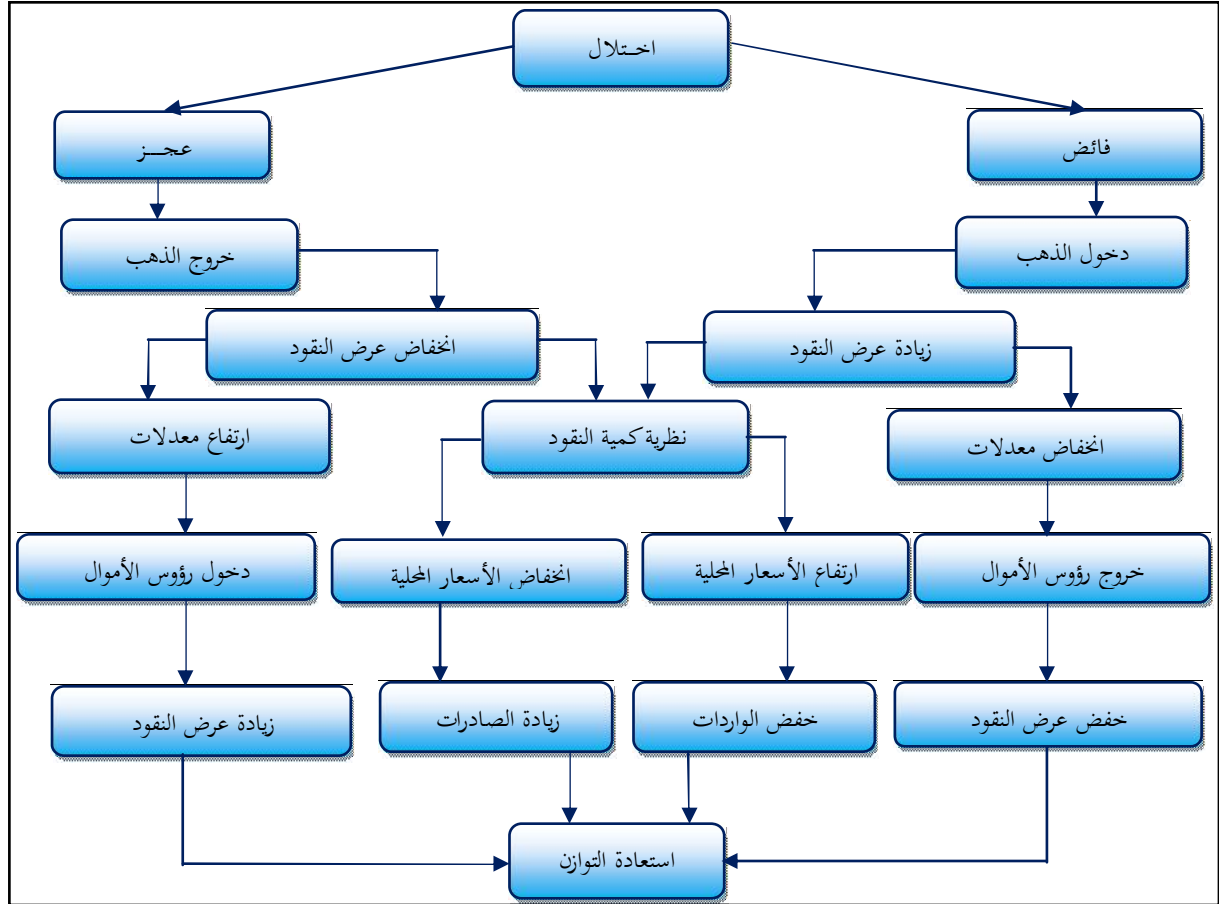 اختلال
فائض
عجـــز
دخول الذهب
خروج الذهب
زيادة عرض النقود
انخفاض عرض النقود
انخفاض معدلات
نظرية كمية النقود
ارتفاع معدلات
خروج رؤوس الأموال
ارتفاع الأسعار المحلية
انخفاض الأسعار المحلية
دخول رؤوس الأموال
خفض عرض النقود
خفض الواردات
زيادة الصادرات
زيادة عرض النقود
استعادة التوازن